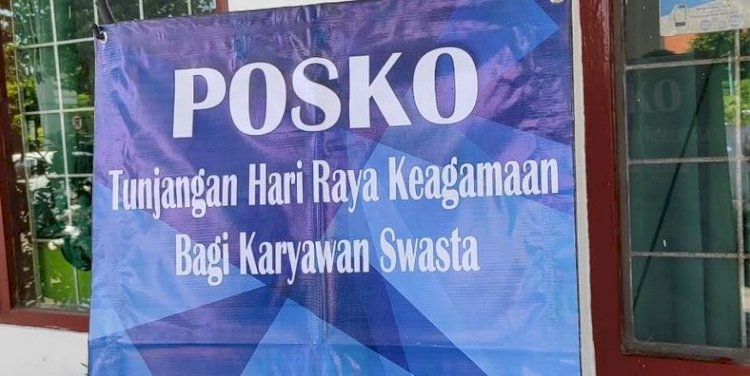 POSKO
Tunjangan Hari Raya Keagamaan
Bagi Karyawan Swasta